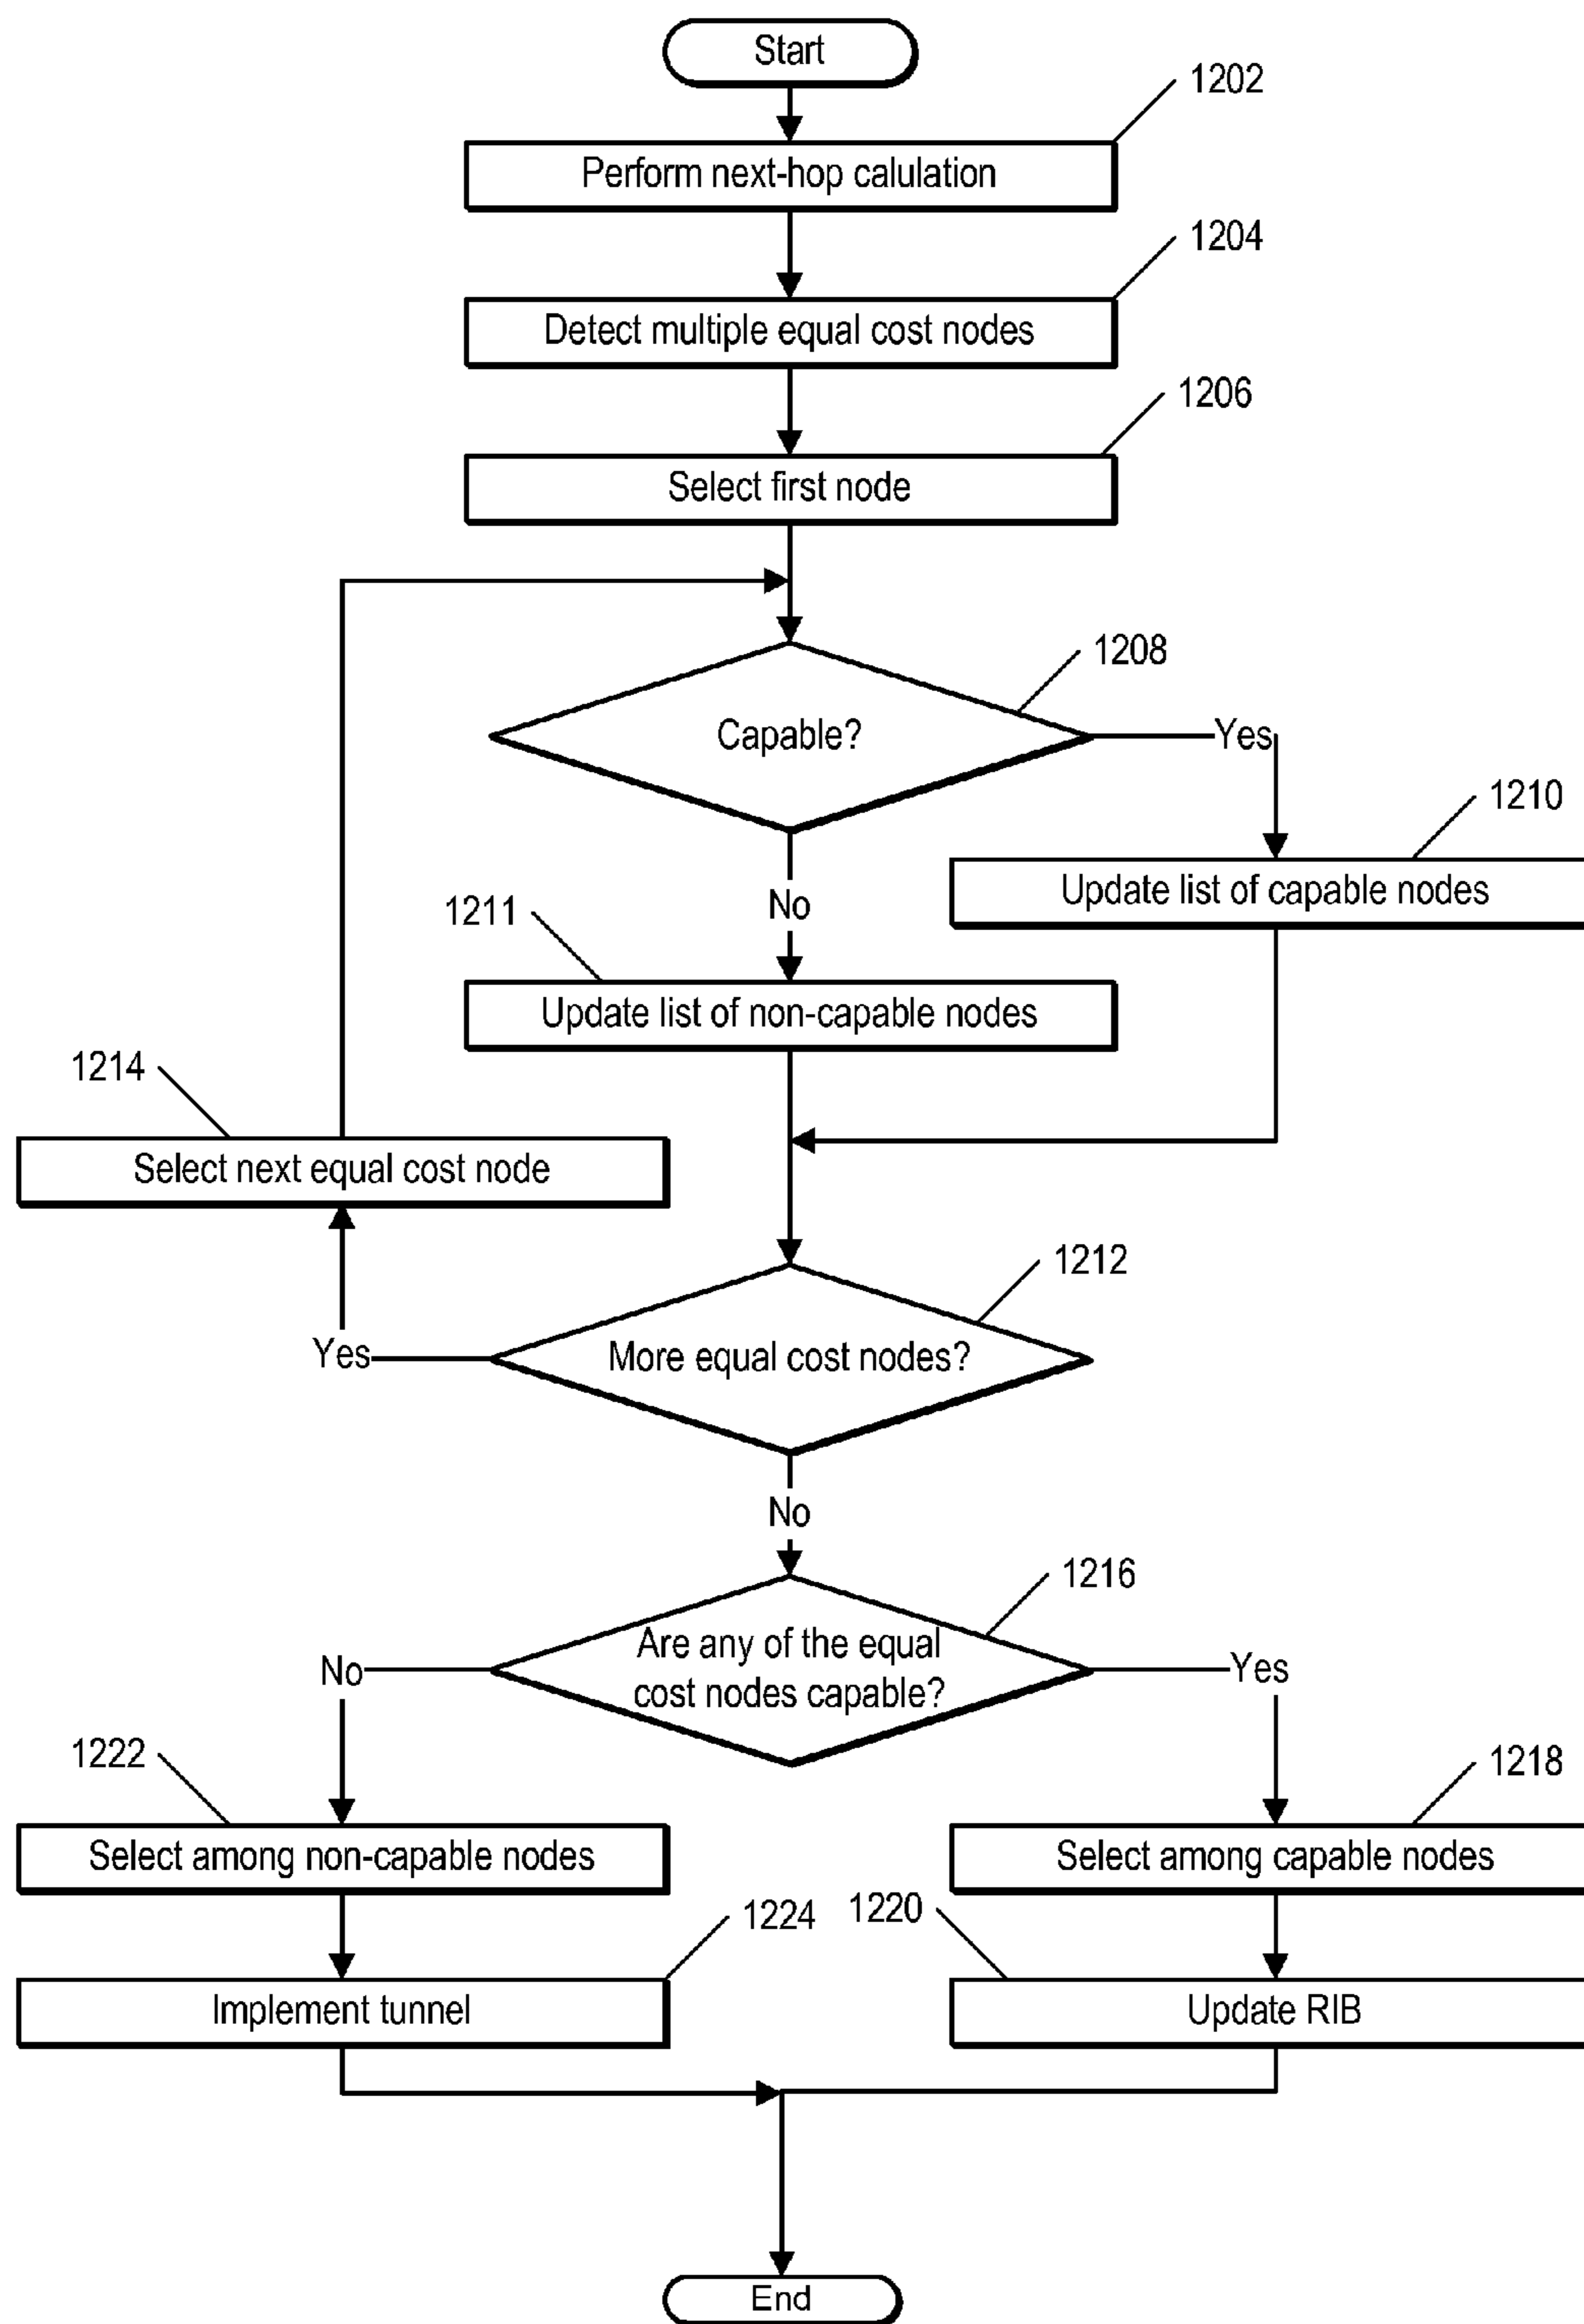 Start
1202
Perform next-hop calulation
1204
Detect multiple equal cost nodes
1206
Select first node
1208
Capable?
Yes
1210
Update list of capable nodes
No
1211
Update list of non-capable nodes
1214
Select next equal cost node
1212
More equal cost nodes?
Yes
No
1216
Are any of the equal
cost nodes capable?
No
Yes
1222
Select among non-capable nodes
1218
Select among capable nodes
1224
Implement tunnel
1220
Update RIB
End